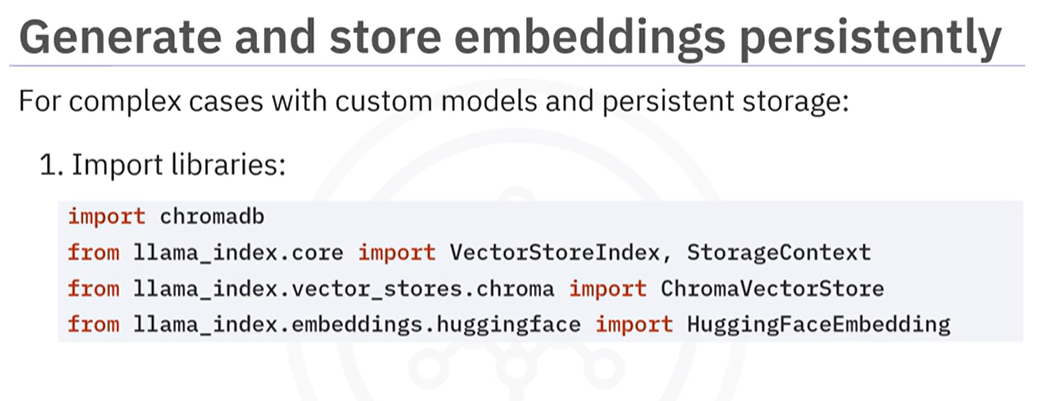 Generate and store embeddings persistently
For complex cases with custom models and persistent storage:
1. Import libraries:
import chromadb
from llama_index.core import VectorStoreIndex, StorageContext
from llama_index.vector_stores.chroma import ChromaVectorStore
from llama_index.embeddings.huggingface import HuggingFaceEmbedding